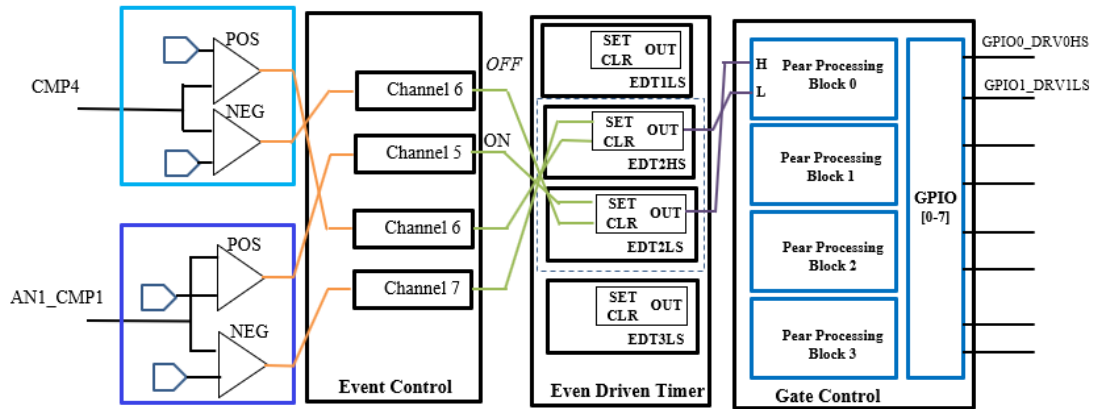 CMP4
POS
NEG
AN1_CMP1
POS
NEG
Channel 6
Channel 5
Channel 6
Channel 7
Event Control
OFF
ON
SET
CLR
OUT
EDT1LS
SET
CLR
OUT
EDT2HS
SET
CLR
OUT
EDT2LS
SET
CLR
OUT
EDT3LS
Even Driven Timer
H
L
Pear Processing
Block 0
Pear Processing
Block 1
Pear Processing
Block 2
Pear Processing
Block 3
GPIO
[0-7]
Gate Control
GPIO0_DRV0HS
GPIO1_DRV1LS